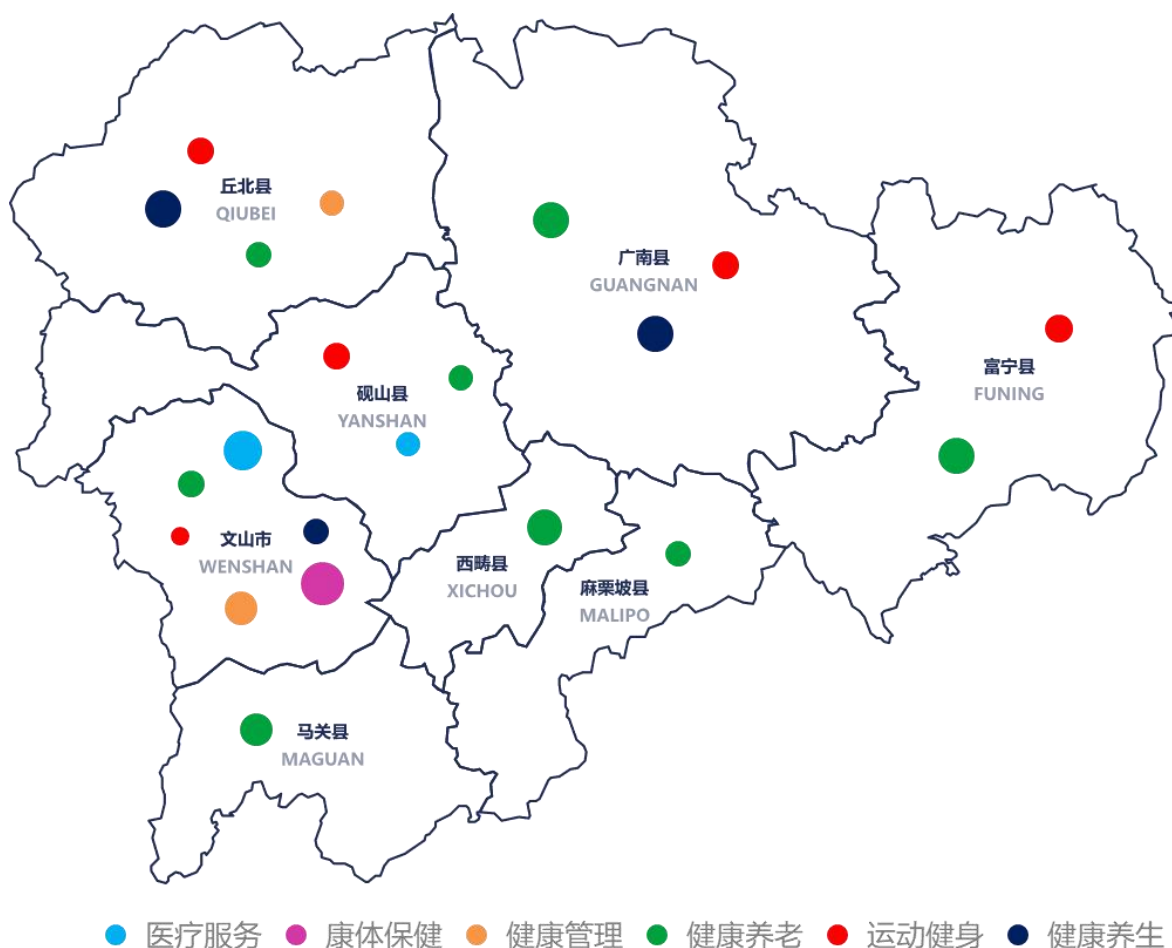 丘北县
QIUBEI
广南县
GUANGNAN
富宁县
FUNING
砚山县
YANSHAN
文山市
WENSHAN
西畴县
XICHOU
麻栗坡县
MALIPO
马关县
MAGUAN
医疗服务 康体保健 健康管理 健康养老 运动健身 健康养生